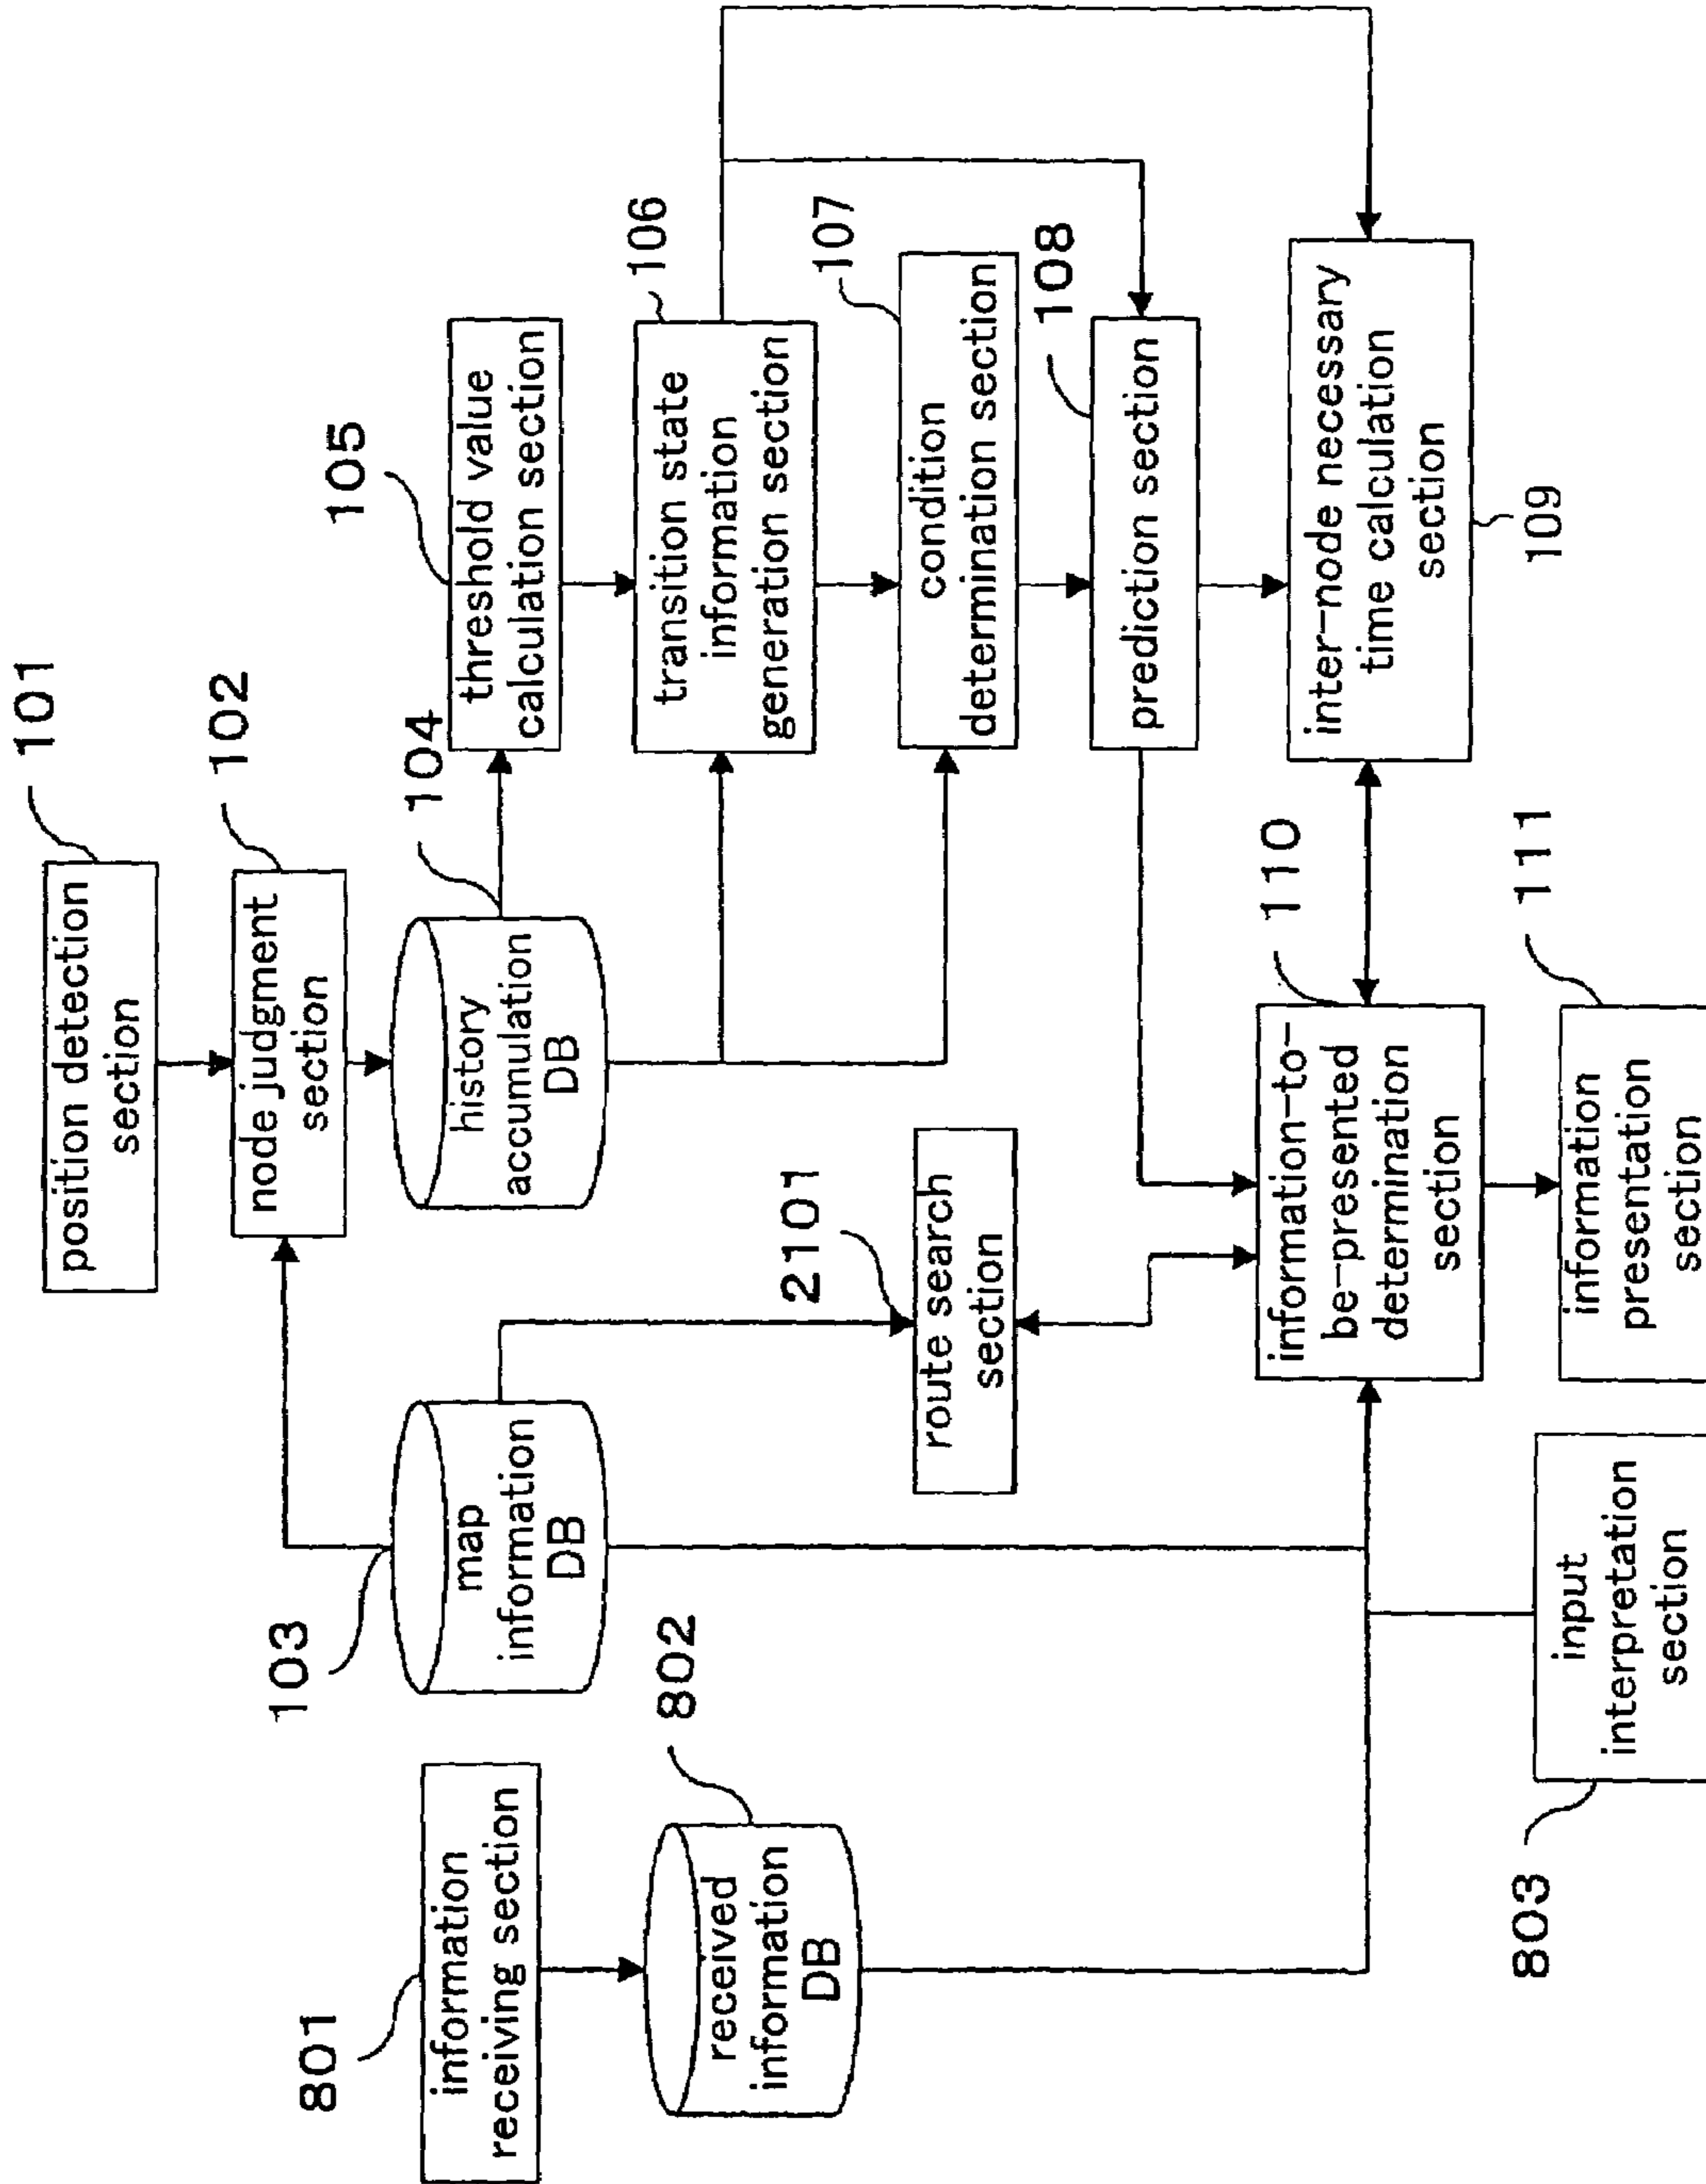 101
position detection
section
102
node judgment
section
104
history
accumulation
DB
105
threshold value
calculation section
106
transition state
information
generation section
107
condition
determination section
108
prediction section
inter-node necessary
time calculation
section
109
103
map
information
DB
2101
route search
section
110
information-to-
be-presented
determination
section
111
information
presentation
section
801
information
receiving section
802
received
information
DB
803
input
interpretation
section